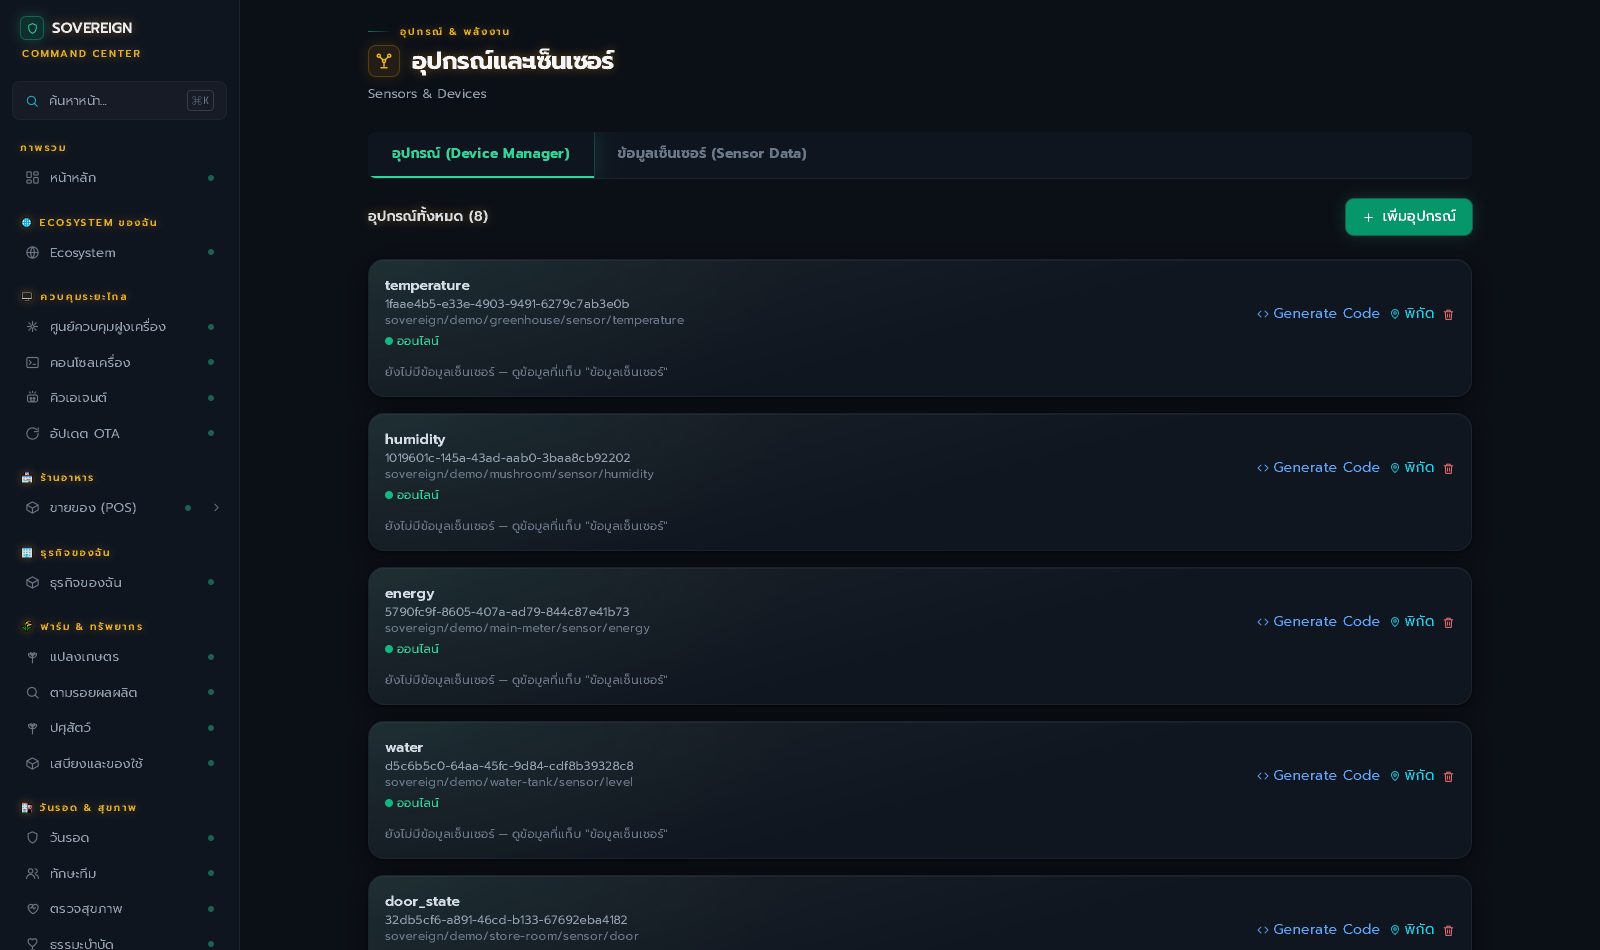 SOVEREIGN
COMMAND CENTER
ค้นหาหน้า...
⌘K
ภาพรวม
หน้าหลัก
ECOSYSTEM ของฉัน
Ecosystem
ควบคุมระยะไกล
ศูนย์ควบคุมฝูงเครื่อง
คอนโซลเครื่อง
คิวเอเจนต์
อัปเดต OTA
ร้านอาหาร
ขายของ (POS)
ธุรกิจของฉัน
ธุรกิจของฉัน
ฟาร์ม & ทรัพยากร
แปลงเกษตร
ตามรอยผลผลิต
ปศุสัตว์
เสบียงและของใช้
วันรอด & สุขภาพ
วันรอด
ทักษะทีม
ตรวจสุขภาพ
ธรรมะบำบัด
อุปกรณ์ & พลังงาน
อุปกรณ์และเซ็นเซอร์
Sensors & Devices
อุปกรณ์ (Device Manager)
ข้อมูลเซ็นเซอร์ (Sensor Data)
อุปกรณ์ทั้งหมด (8)
+ เพิ่มอุปกรณ์
temperature
1faae4b5-e33e-4903-9491-6279c7ab3e0b
sovereign/demo/greenhouse/sensor/temperature
ออนไลน์
ยังไม่มีข้อมูลเซ็นเซอร์ — ดูข้อมูลที่แท็บ "ข้อมูลเซ็นเซอร์"
Generate Code
พิกัด
humidity
1019601c-145a-43ad-aab0-3baa8cb92202
sovereign/demo/mushroom/sensor/humidity
ออนไลน์
ยังไม่มีข้อมูลเซ็นเซอร์ — ดูข้อมูลที่แท็บ "ข้อมูลเซ็นเซอร์"
Generate Code
พิกัด
energy
5790fc9f-8605-407a-ad79-844c87e41b73
sovereign/demo/main-meter/sensor/energy
ออนไลน์
ยังไม่มีข้อมูลเซ็นเซอร์ — ดูข้อมูลที่แท็บ "ข้อมูลเซ็นเซอร์"
Generate Code
พิกัด
water
d5c6b5c0-64aa-45fc-9d84-cdf8b39328c8
sovereign/demo/water-tank/sensor/level
ออนไลน์
ยังไม่มีข้อมูลเซ็นเซอร์ — ดูข้อมูลที่แท็บ "ข้อมูลเซ็นเซอร์"
Generate Code
พิกัด
door_state
32db5cf6-a891-46cd-b133-67692eba4182
sovereign/demo/store-room/sensor/door
Generate Code
พิกัด